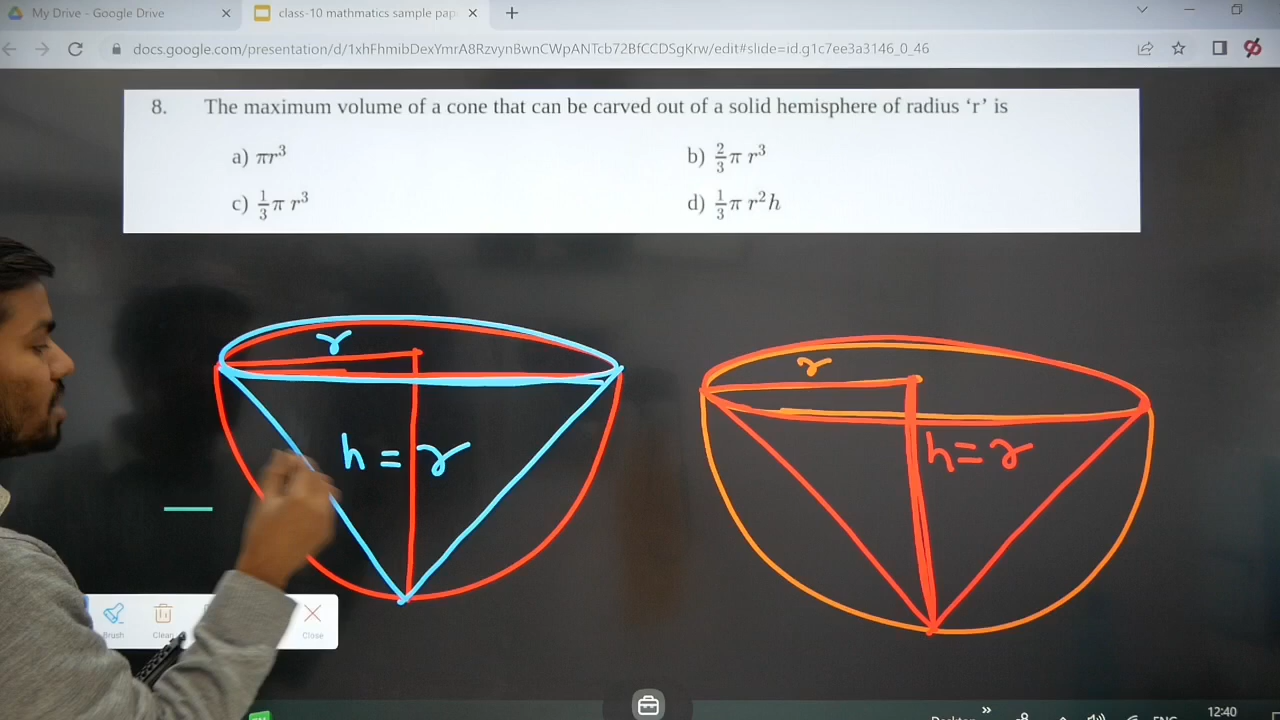 My Drive - Google Drive
class-10 mathmatics sample pap
docs.google.com/presentation/d/1xhFhmibDexYmrA8RzvynBwnCWpANTcb72BfCCDSgKrw/edit#slide=id.g1c7ee3a3146_0_46
8. The maximum volume of a cone that can be carved out of a solid hemisphere of radius ‘r’ is
a) πr³ b) 2/3 π r³
c) 1/3 π r³ d) 1/3 π r²h
r r
h = r h = r
Brush Clean Close
12:40